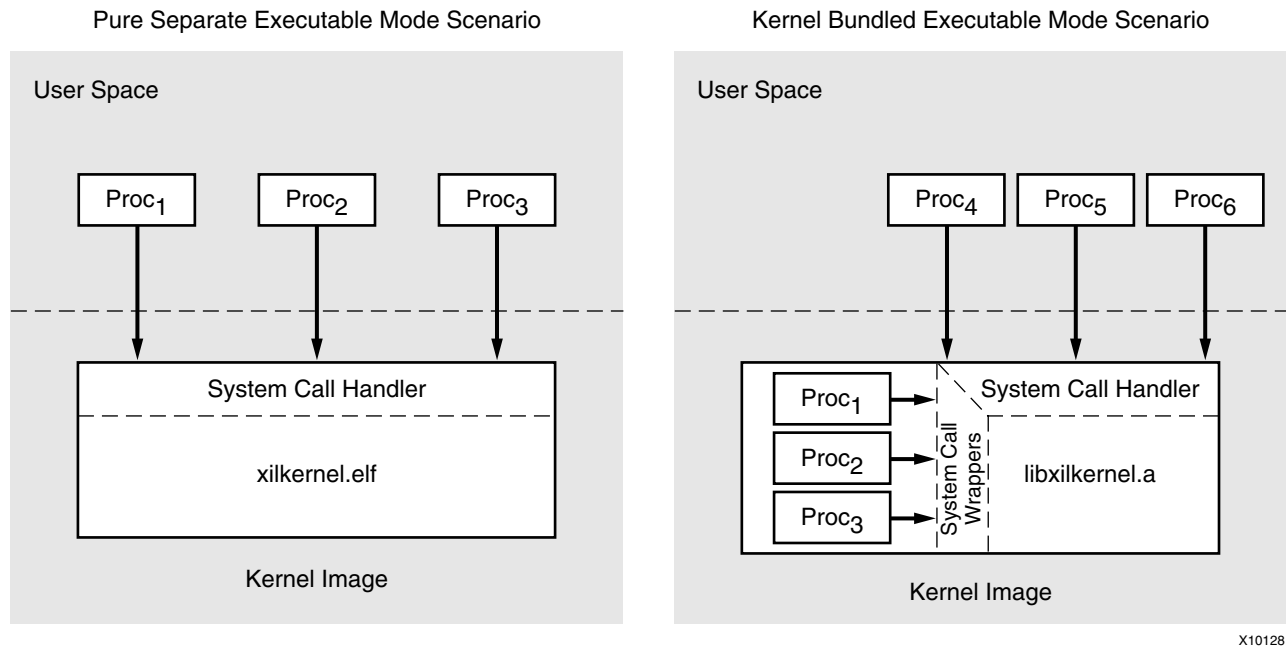 Pure Separate Executable Mode Scenario
User Space
Proc1
Proc2
Proc3
System Call Handler
xilkernel.elf
Kernel Image
Kernel Bundled Executable Mode Scenario
User Space
Proc4
Proc5
Proc6
Proc1
Proc2
Proc3
System Call
Wrappers
System Call Handler
libxilkernel.a
Kernel Image
X10128